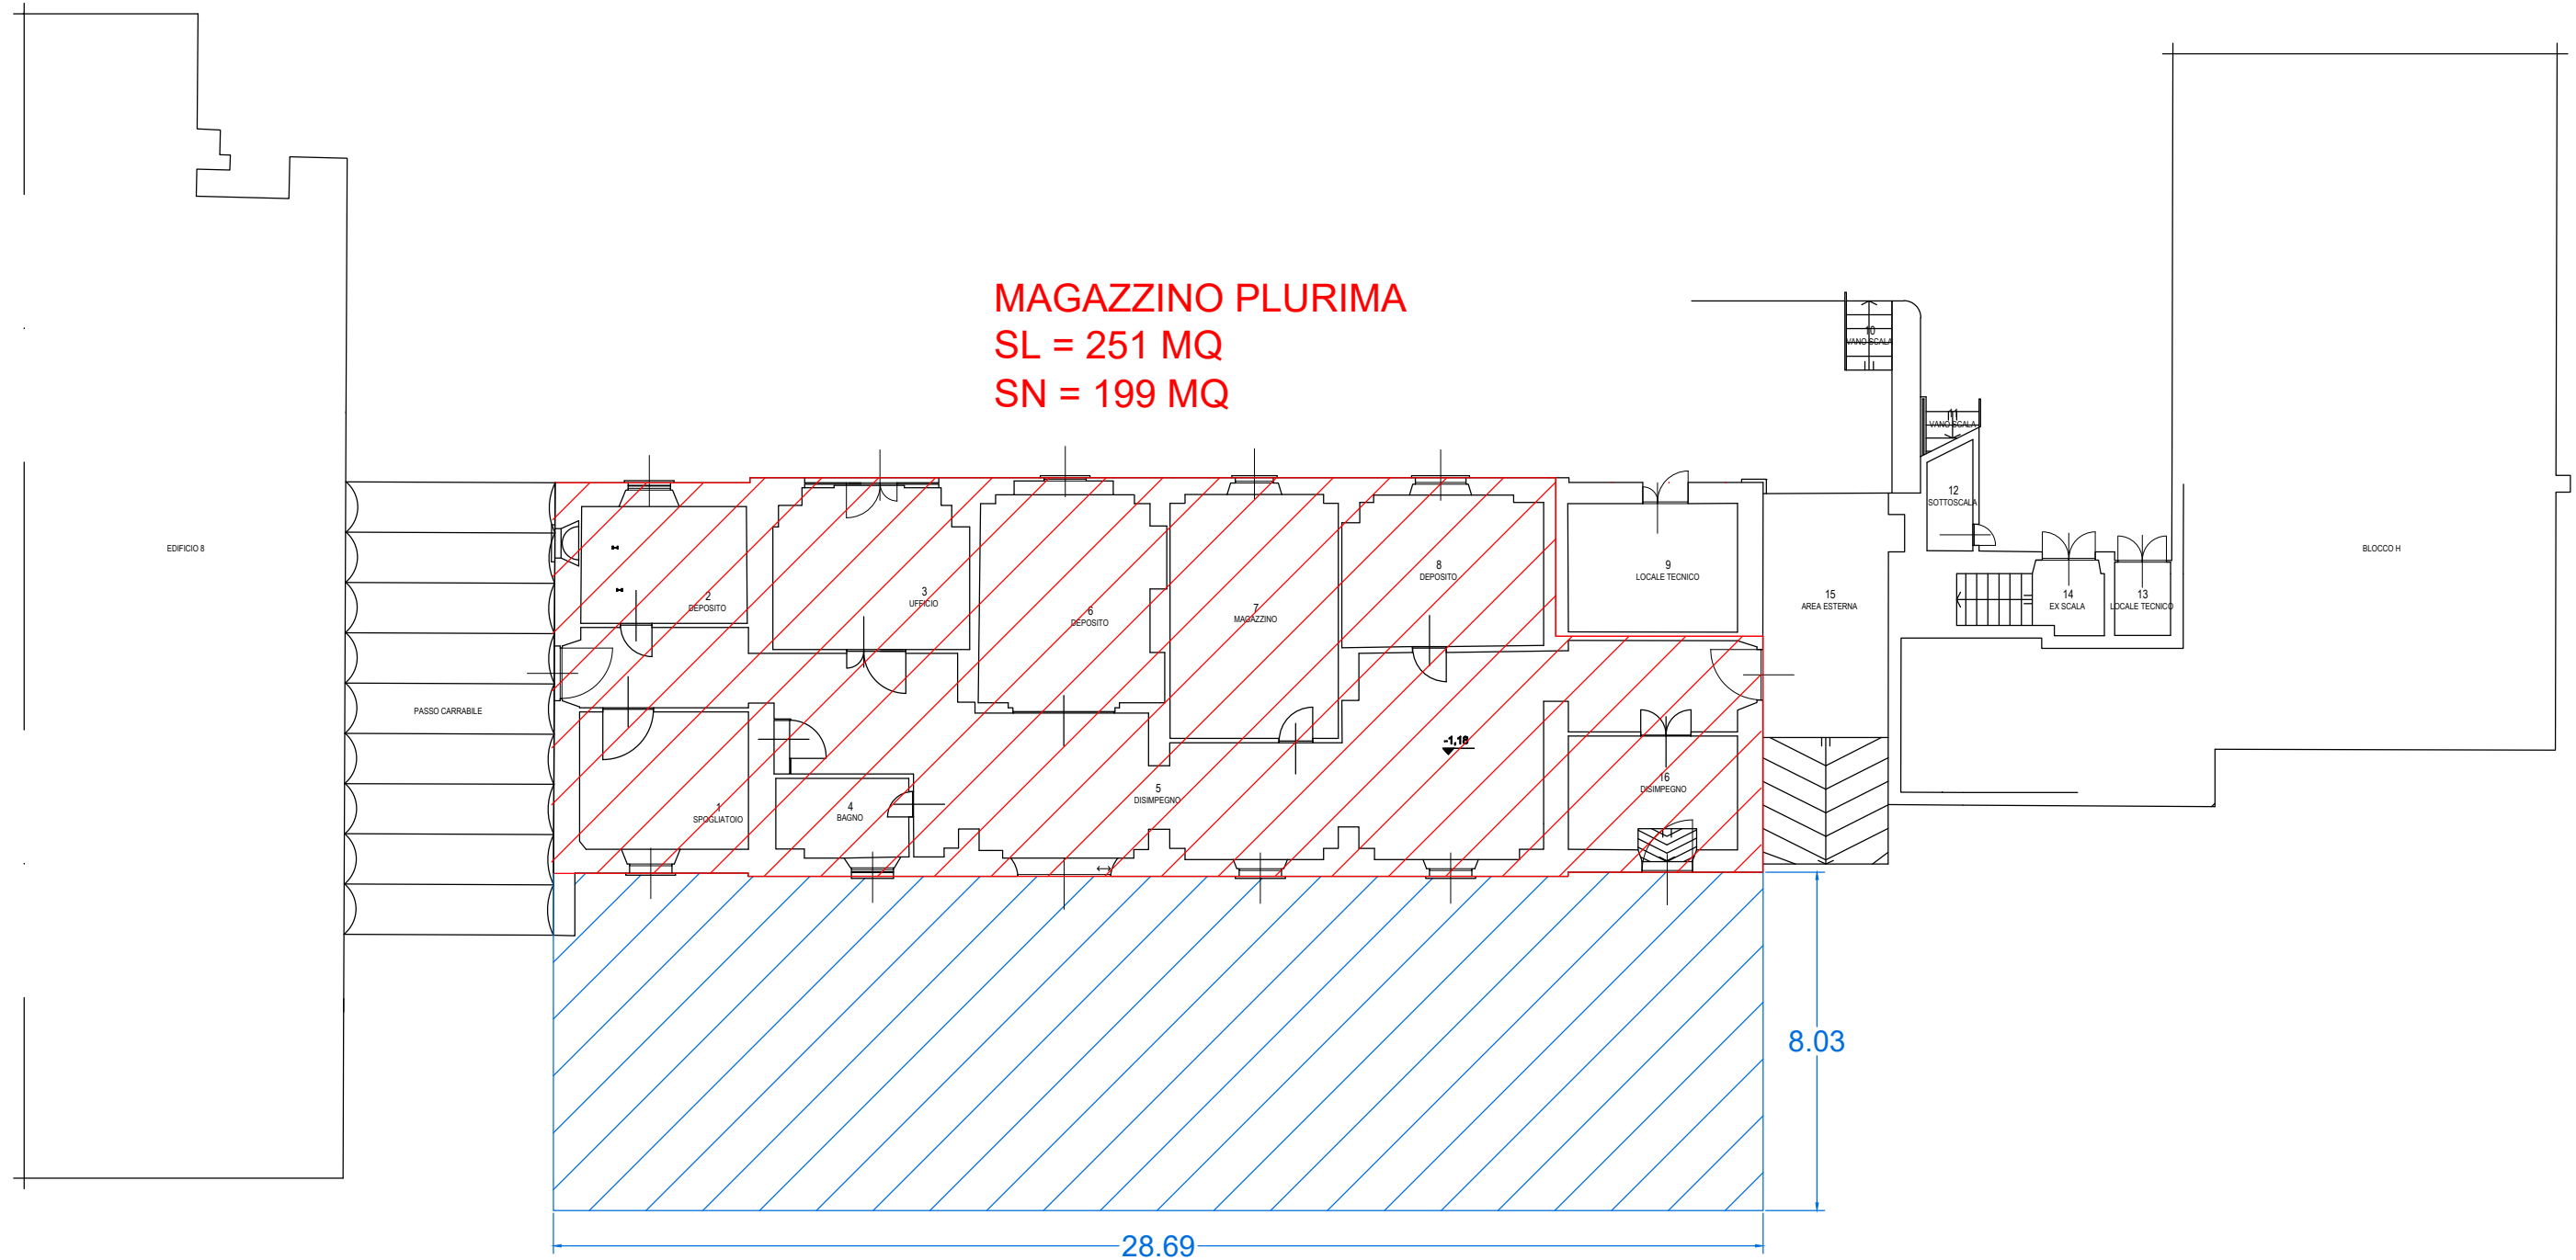 MAGAZZINO PLURIMA
SL = 251 MQ
SN = 199 MQ
10
VANO SCALA
11
VANO SCALA
12
SOTTOSCALA
EDIFICIO 8
BLOCCO H
2
DEPOSITO
3
UFFICIO
6
DEPOSITO
7
MAGAZZINO
8
DEPOSITO
9
LOCALE TECNICO
15
AREA ESTERNA
14
EX SCALA
13
LOCALE TECNICO
PASSO CARRABILE
-1,18
1
SPOGLIATOIO
4
BAGNO
5
DISIMPEGNO
16
DISIMPEGNO
8.03
28.69